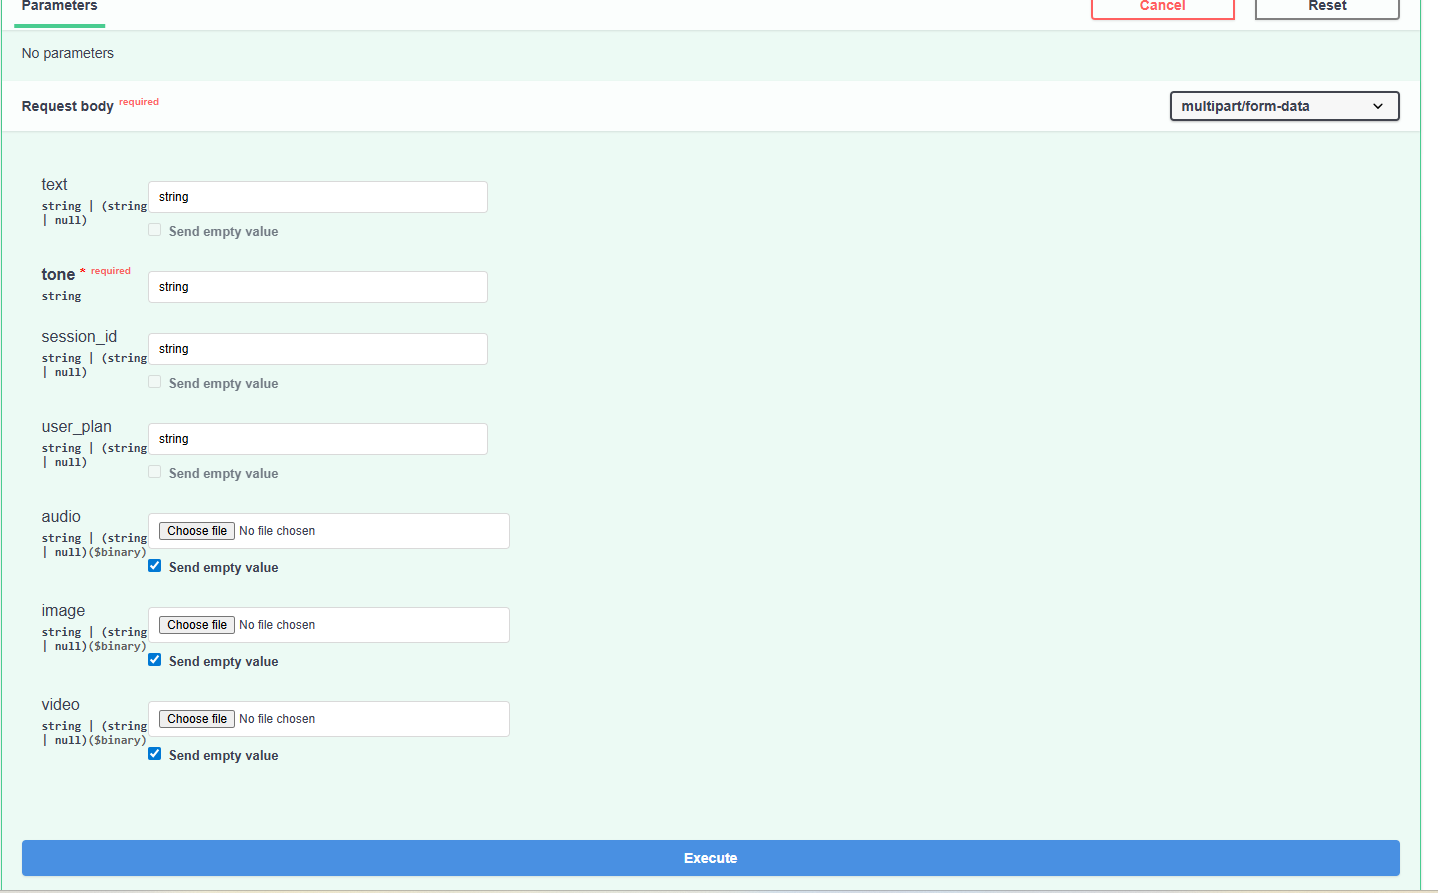 Parameters
Cancel
Reset
No parameters
Request body required
multipart/form-data
text
string | (string
| null)
string
Send empty value
tone * required
string
string
session_id
string | (string
| null)
string
Send empty value
user_plan
string | (string
| null)
string
Send empty value
audio
string | (string
| null)($binary)
Choose file No file chosen
Send empty value
image
string | (string
| null)($binary)
Choose file No file chosen
Send empty value
video
string | (string
| null)($binary)
Choose file No file chosen
Send empty value
Execute